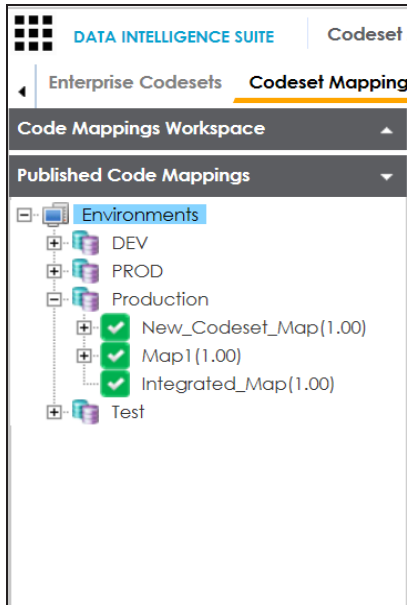 DATA INTELLIGENCE SUITE Codeset
Enterprise Codesets Codeset Mapping
Code Mappings Workspace
Published Code Mappings
Environments
DEV
PROD
Production
New_Codeset_Map(1.00)
Map1(1.00)
Integrated_Map(1.00)
Test